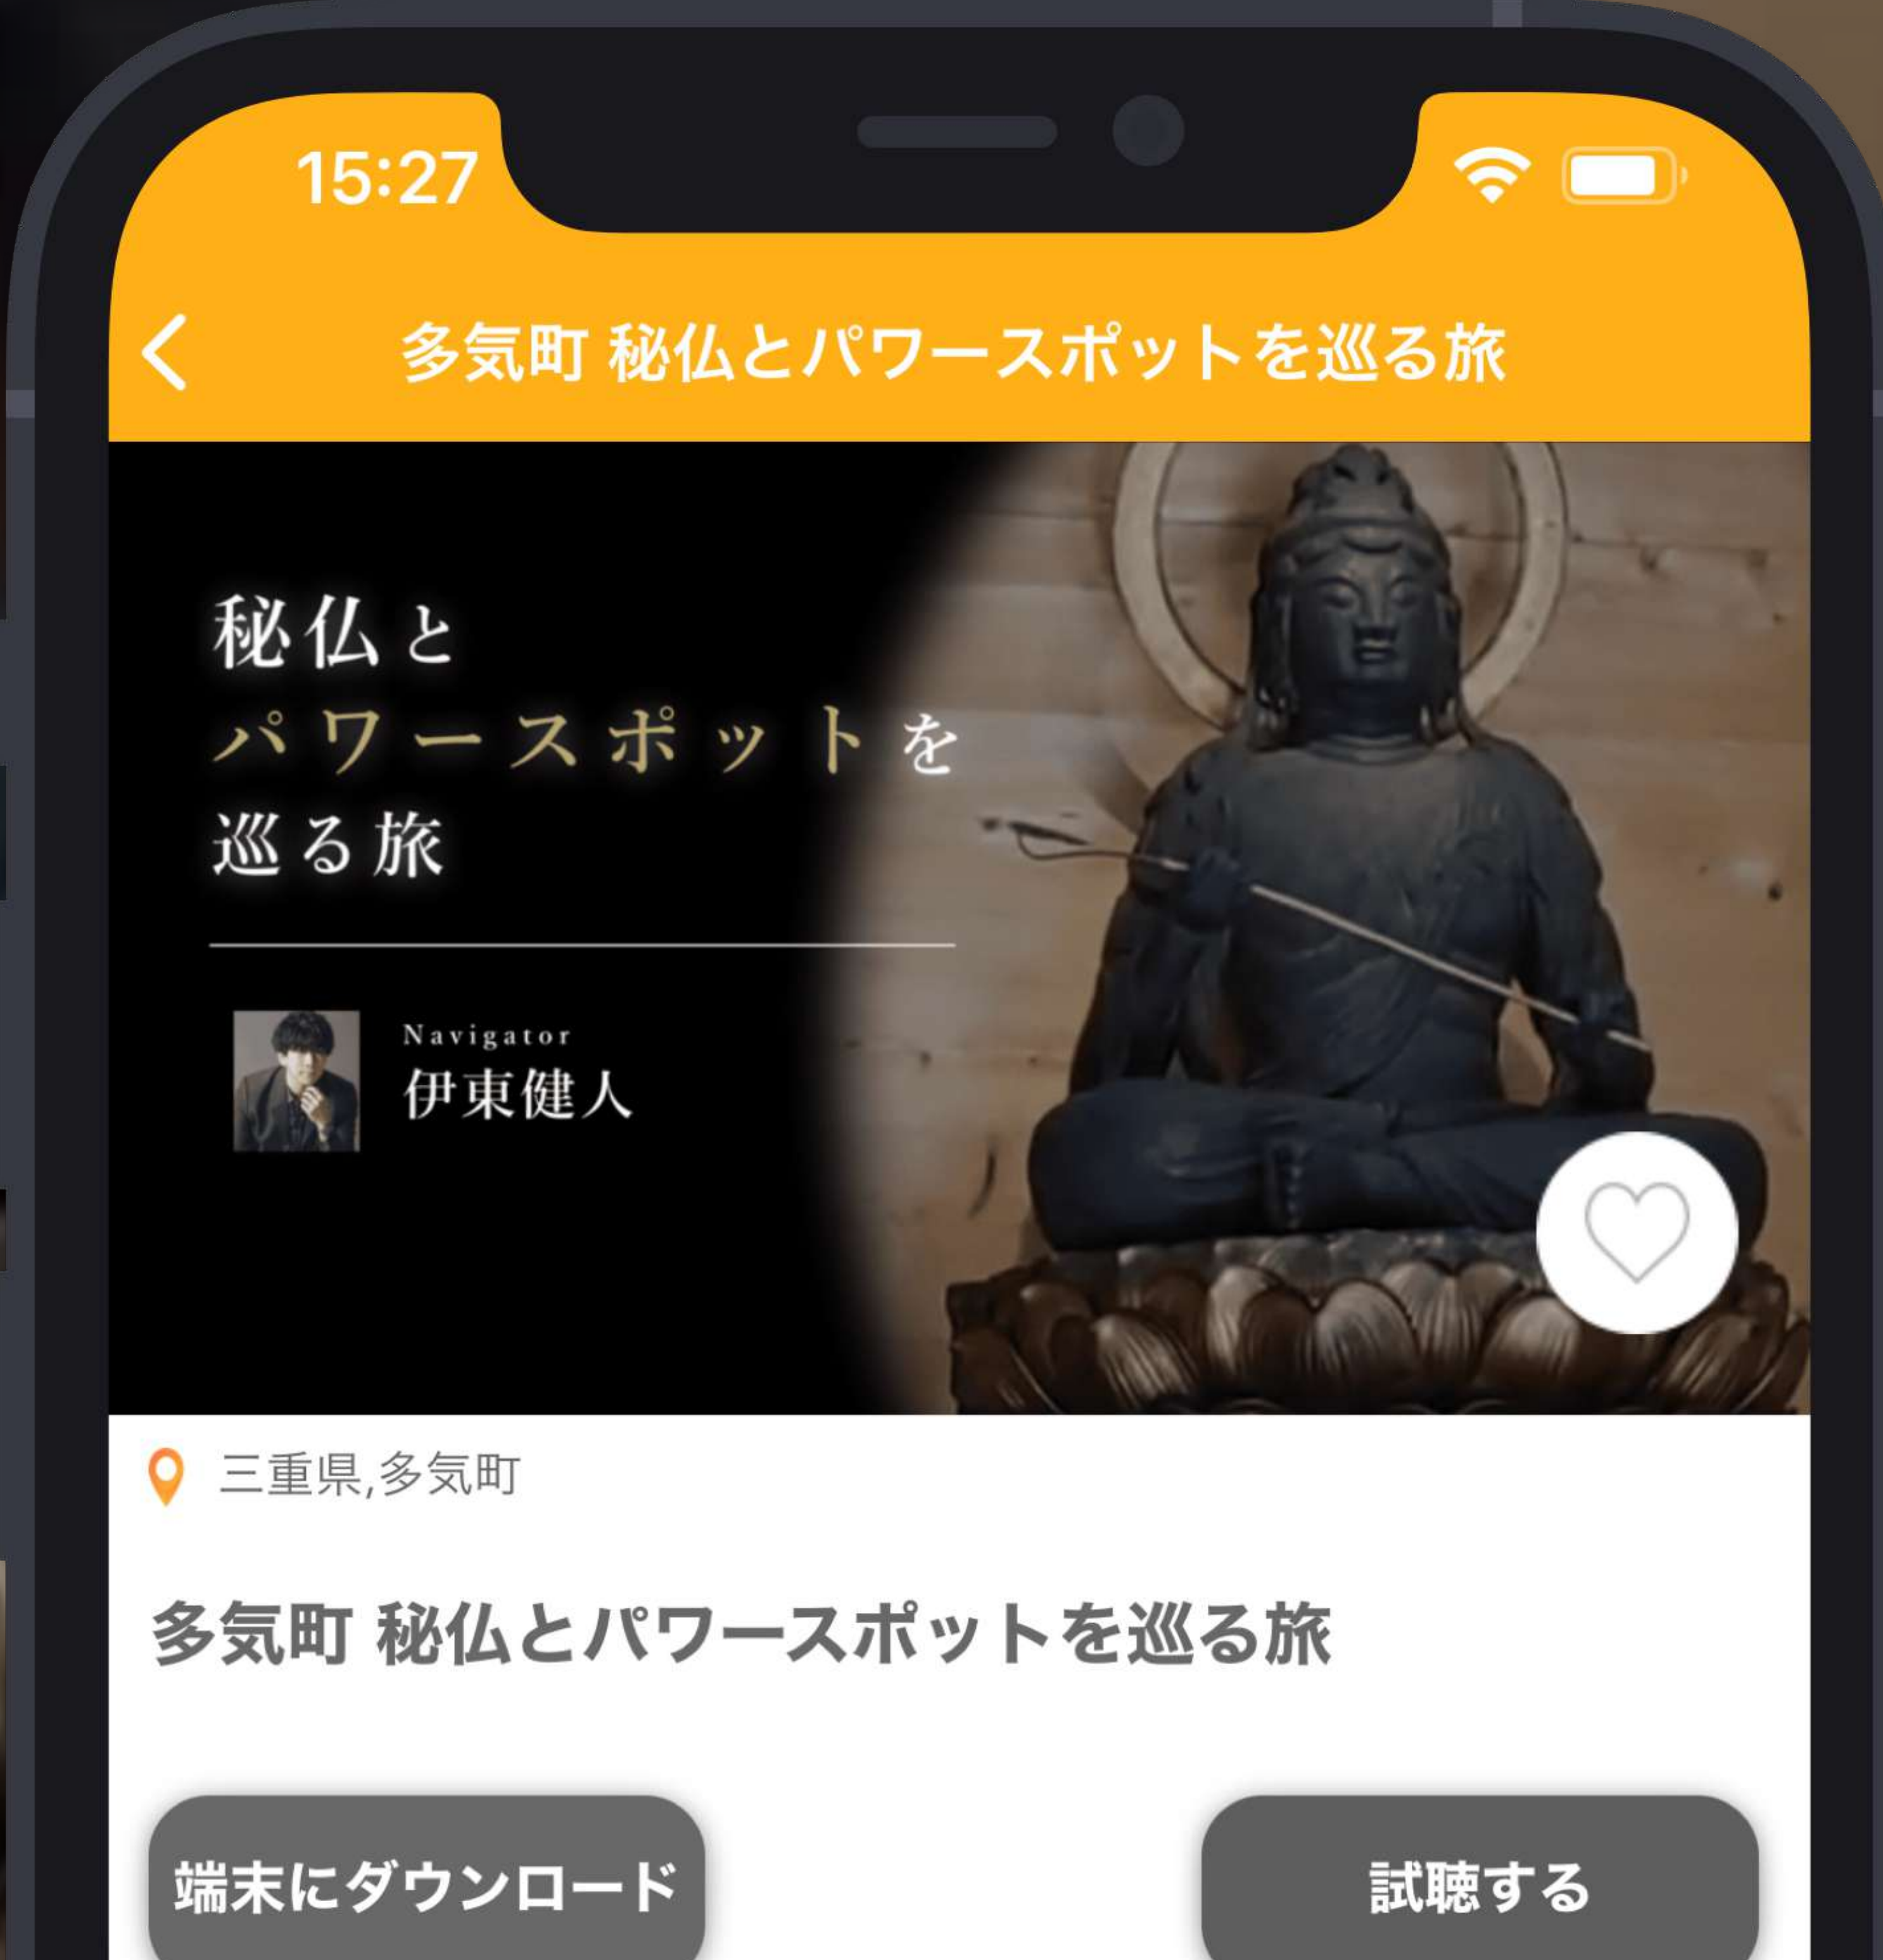 15:27
多気町 秘仏とパワースポットを巡る旅
秘仏と
パワースポットを
巡る旅
Navigator
伊東健人
三重県,多気町
多気町 秘仏とパワースポットを巡る旅
端末にダウンロード
試聴する